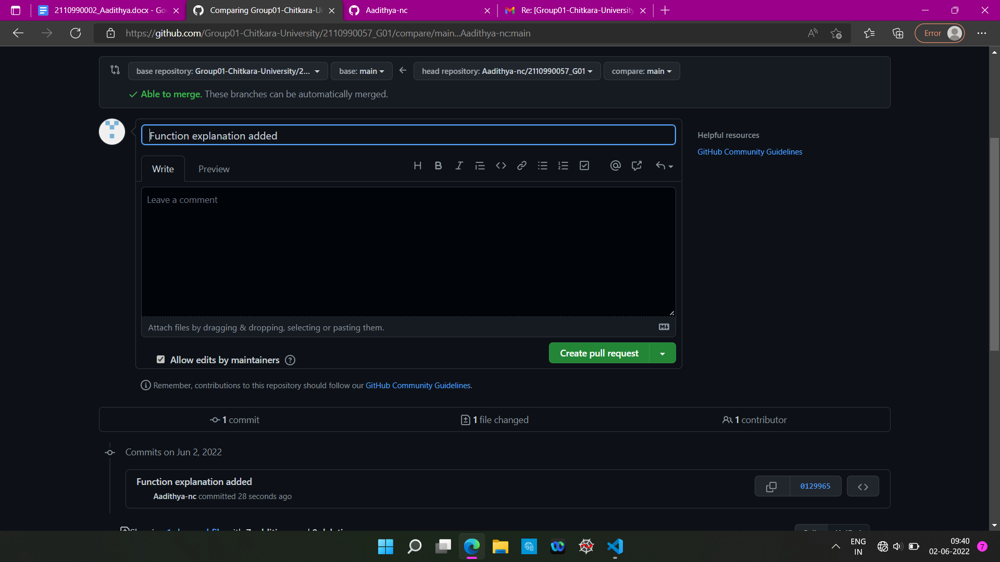 2110990002_Aadithya.docx - Go
Comparing Group01-Chitkara-U
Aadithya-nc
Re: [Group01-Chitkara-University
https://github.com/Group01-Chitkara-University/2110990057_G01/compare/main...Aadithya-nc:main
Error
base repository: Group01-Chitkara-University/2...
base: main
head repository: Aadithya-nc/2110990057_G01
compare: main
Able to merge. These branches can be automatically merged.
Function explanation added
Helpful resources
GitHub Community Guidelines
Write
Preview
Leave a comment
Attach files by dragging & dropping, selecting or pasting them.
Allow edits by maintainers
Create pull request
Remember, contributions to this repository should follow our GitHub Community Guidelines.
1 commit
1 file changed
1 contributor
Commits on Jun 2, 2022
Function explanation added
0129965
Aadithya-nc committed 28 seconds ago
ENG
IN
09:40
02-06-2022
7